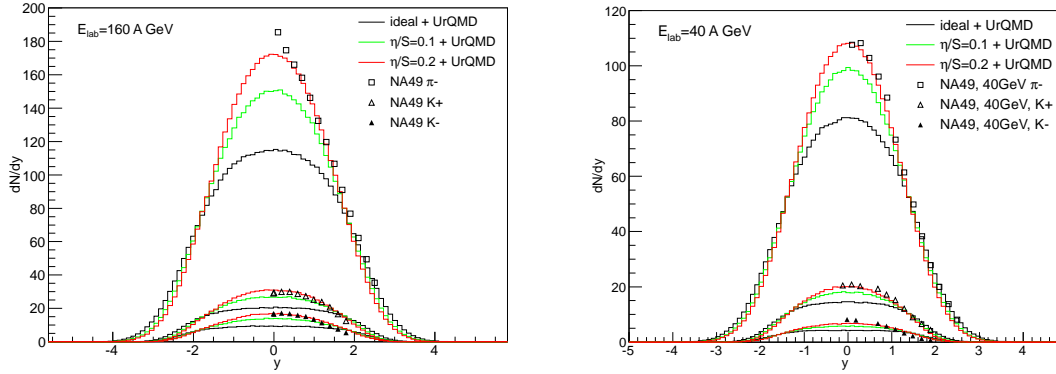 E_lab=160 A GeV
ideal + UrQMD
η/S=0.1 + UrQMD
η/S=0.2 + UrQMD
NA49 π-
NA49 K+
NA49 K-
dN/dy
200
180
160
140
120
100
80
60
40
20
0
-4 -2 0 2 4
y
E_lab=40 A GeV
ideal + UrQMD
η/S=0.1 + UrQMD
η/S=0.2 + UrQMD
NA49, 40GeV π-
NA49, 40GeV, K+
NA49, 40GeV, K-
dN/dy
120
100
80
60
40
20
0
-5 -4 -3 -2 -1 0 1 2 3 4
y